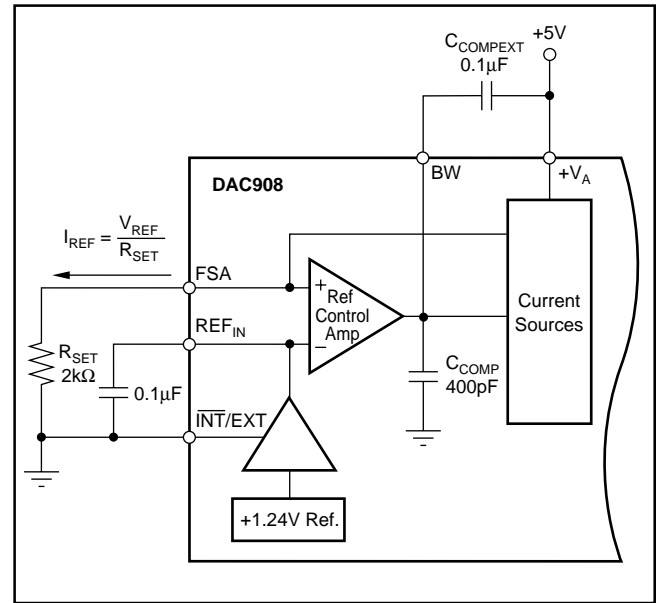 +5V
C_COMPEXT
0.1µF
BW
+V_A
DAC908
I_REF = V_REF / R_SET
FSA
REF_IN
+
Ref
Control
Amp
–
Current
Sources
R_SET
2kΩ
0.1µF
C_COMP
400pF
I̅N̅T̅/EXT
+1.24V Ref.